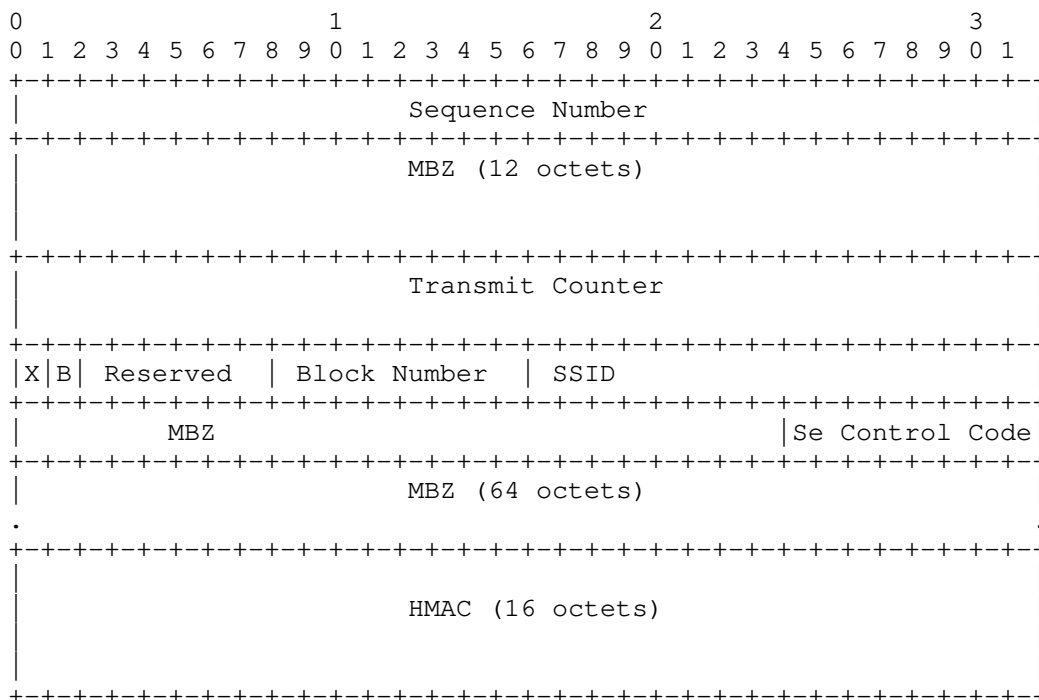 0                   1                   2                   3
0 1 2 3 4 5 6 7 8 9 0 1 2 3 4 5 6 7 8 9 0 1 2 3 4 5 6 7 8 9 0 1
Sequence Number
MBZ (12 octets)
Transmit Counter
|X|B| Reserved | Block Number | SSID
MBZ |Se Control Code
MBZ (64 octets)
. .
HMAC (16 octets)